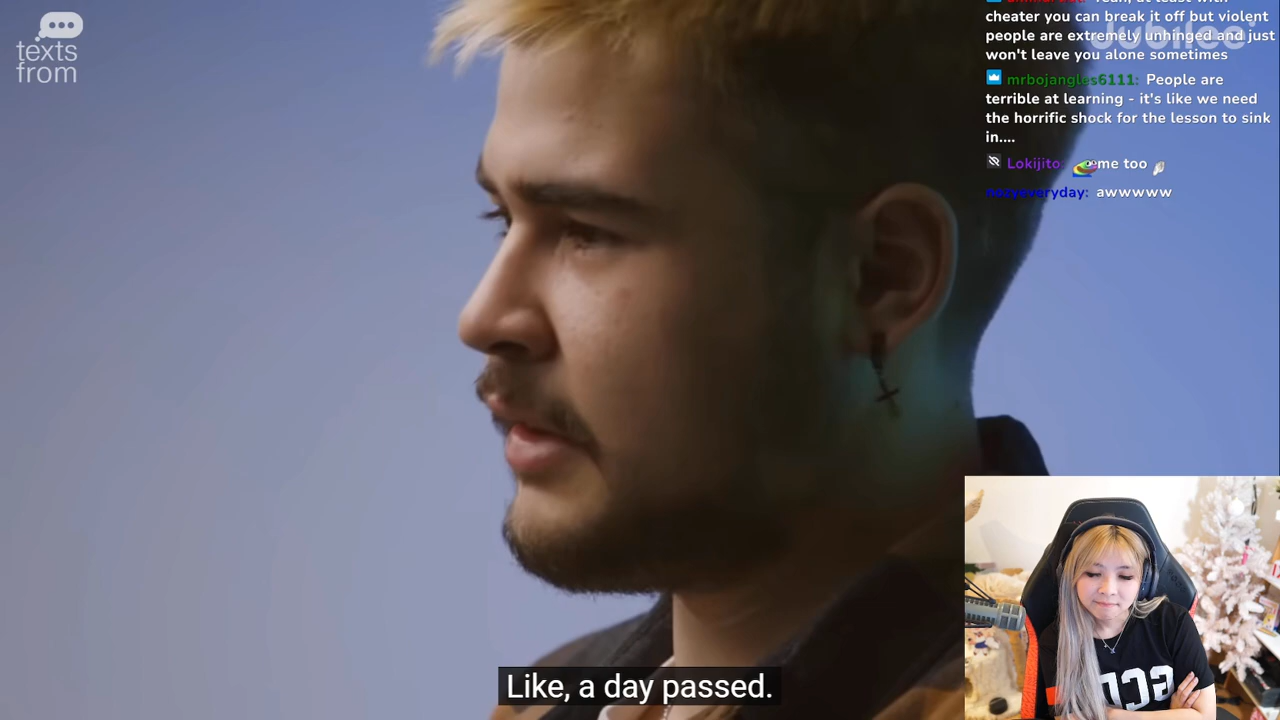 texts
from
cheater you can break it off but violent
people are extremely unhinged and just
won't leave you alone sometimes
Jubilee
mrbojangles6111: People are
terrible at learning - it's like we need
the horrific shock for the lesson to sink
in....
Lokijito: me too
nozyeveryday: awwwww
Like, a day passed.